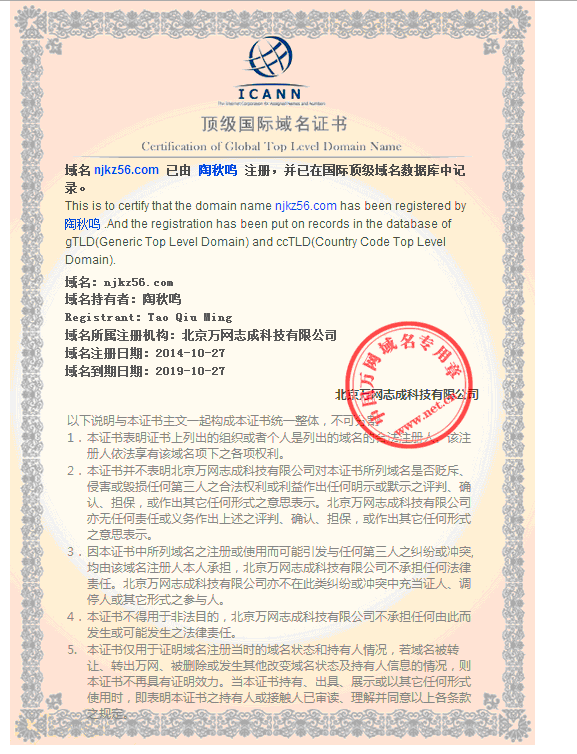 ICANN
The Internet Corporation for Assigned Names and Numbers
顶级国际域名证书
Certification of Global Top Level Domain Name
域名 njkz56.com 已由 陶秋鸣 注册，并已在国际顶级域名数据库中记
录。
This is to certify that the domain name njkz56.com has been registered by
陶秋鸣 .And the registration has been put on records in the database of
gTLD(Generic Top Level Domain) and ccTLD(Country Code Top Level
Domain).
域名：njkz56.com
域名持有者：陶秋鸣
Registrant：Tao Qiu Ming
域名所属注册机构：北京万网志成科技有限公司
域名注册日期：2014-10-27
域名到期日期：2019-10-27
中国万网域名专用章
www.net.cn
北京万网志成科技有限公司
以下说明与本证书主文一起构成本证书统一整体，不可分割：
1．本证书表明证书上列出的组织或者个人是列出的域名的合法注册人。该注
册人依法享有该域名项下之各项权利。
2．本证书并不表明北京万网志成科技有限公司对本证书所列域名是否贬斥、
侵害或毁损任何第三人之合法权利或利益作出任何明示或默示之评判、确
认、担保，或作出其它任何形式之意思表示。北京万网志成科技有限公司
亦无任何责任或义务作出上述之评判、确认、担保，或作出其它任何形式
之意思表示。
3．因本证书中所列域名之注册或使用而可能引发与任何第三人之纠纷或冲突,
均由该域名注册人本人承担，北京万网志成科技有限公司不承担任何法律
责任。北京万网志成科技有限公司亦不在此类纠纷或冲突中充当证人、调
停人或其它形式之参与人。
4．本证书不得用于非法目的，北京万网志成科技有限公司不承担任何由此而
发生或可能发生之法律责任。
5．本证书仅用于证明域名注册当时的域名状态和持有人情况，若域名被转
让、转出万网、被删除或发生其他改变域名状态及持有人信息的情况，则
本证书不再具有证明效力。当本证书持有、出具、展示或以其它任何形式
使用时，即表明本证书之持有人或接触人已审读、理解并同意以上各条款
之规定。